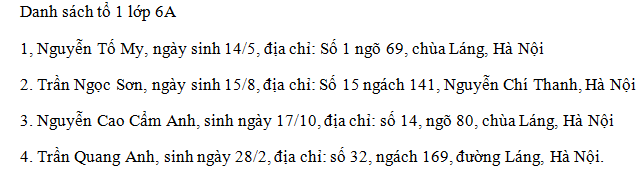 Danh sách tổ 1 lớp 6A
1, Nguyễn Tố My, ngày sinh 14/5, địa chỉ: Số 1 ngõ 69, chùa Láng, Hà Nội
2. Trần Ngọc Sơn, ngày sinh 15/8, địa chỉ: Số 15 ngách 141, Nguyễn Chí Thanh, Hà Nội
3. Nguyễn Cao Cầm Anh, sinh ngày 17/10, địa chỉ: số 14, ngõ 80, chùa Láng, Hà Nội
4. Trần Quang Anh, sinh ngày 28/2, địa chỉ: số 32, ngách 169, đường Láng, Hà Nội.